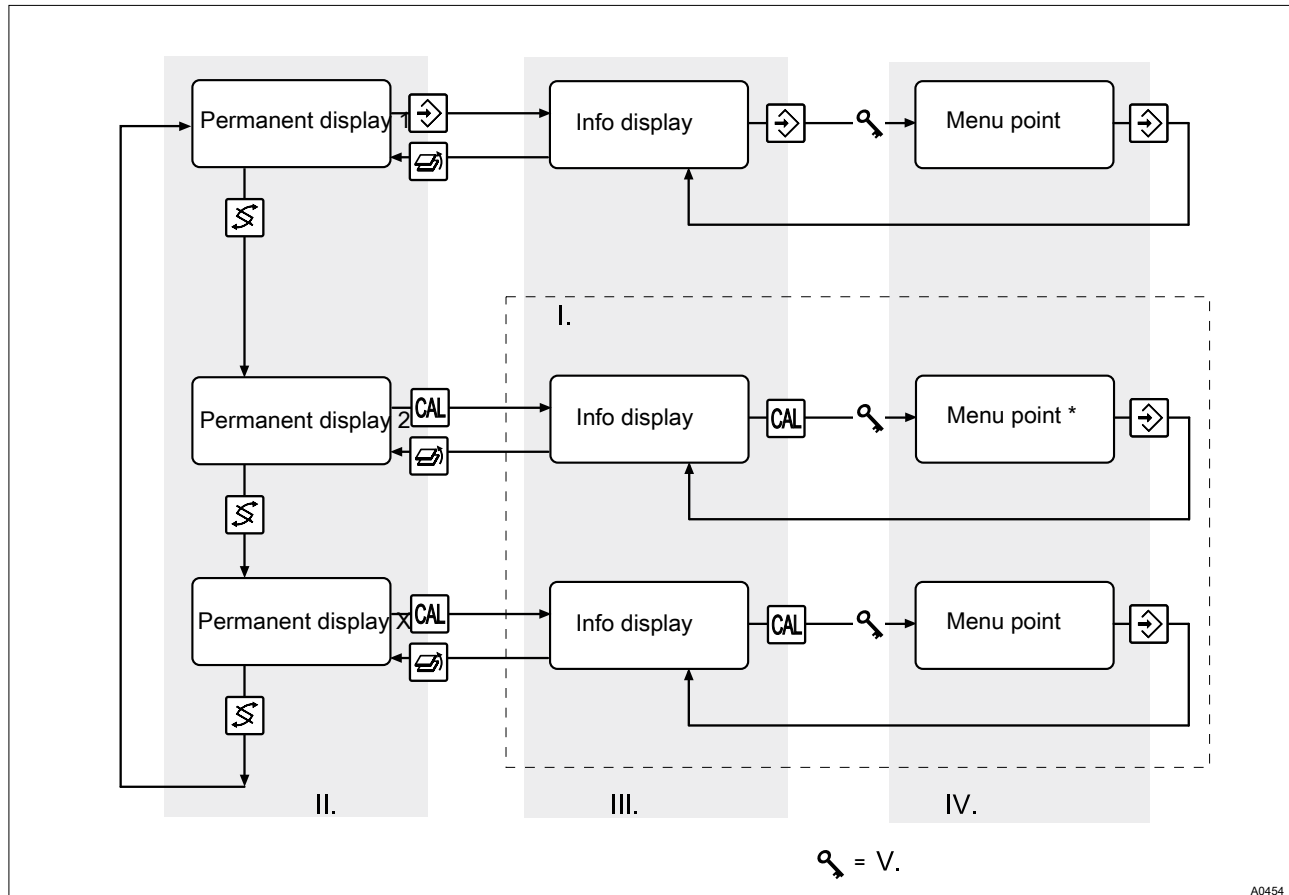 Permanent display 1
Info display
Menu point
I.
Permanent display 2
CAL
Info display
CAL
Menu point *
Permanent display X
CAL
Info display
CAL
Menu point
II.
III.
IV.
= V.
A0454